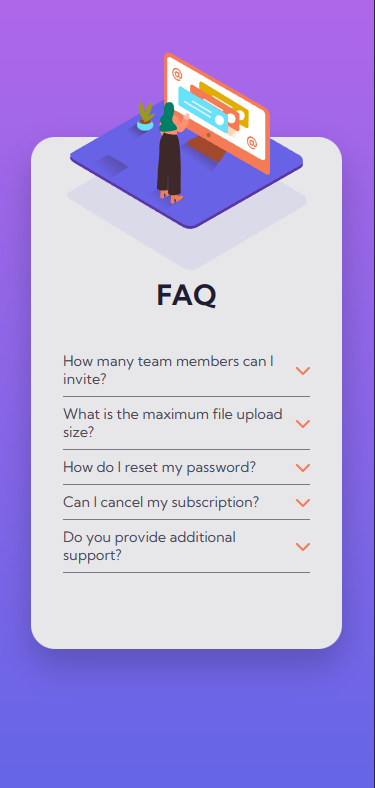 @
@
FAQ
How many team members can I
invite?
What is the maximum file upload
size?
How do I reset my password?
Can I cancel my subscription?
Do you provide additional
support?